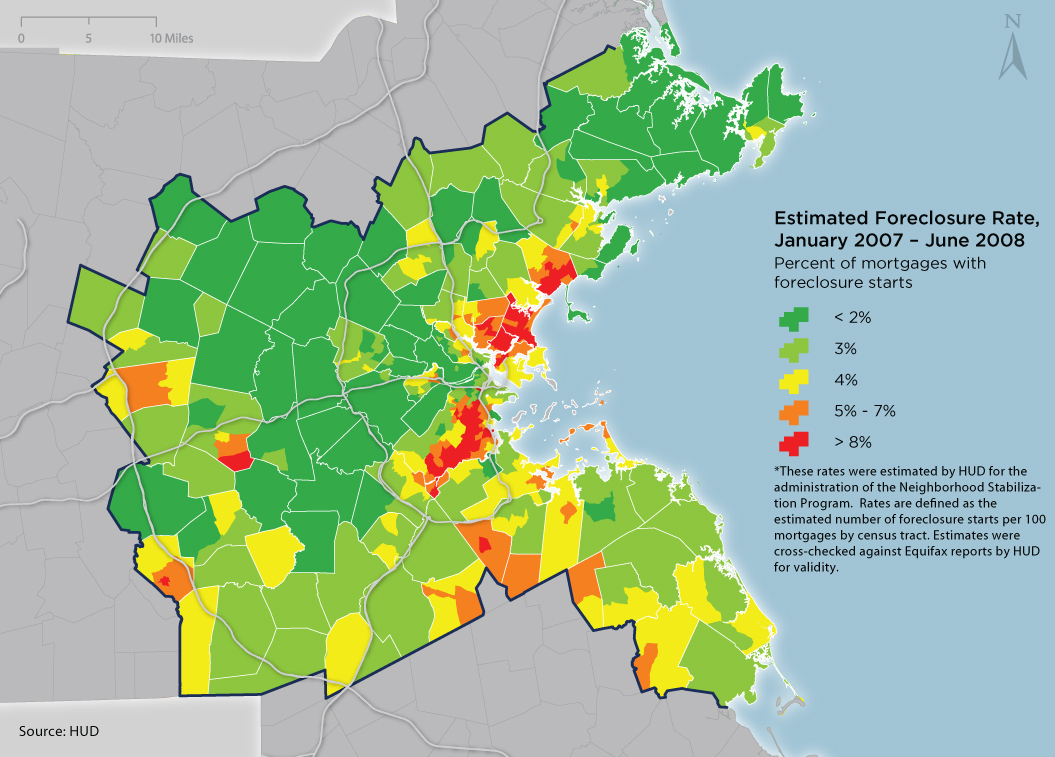 0 5 10 Miles
N
Estimated Foreclosure Rate,
January 2007 – June 2008
Percent of mortgages with
foreclosure starts
< 2%
3%
4%
5% - 7%
> 8%
*These rates were estimated by HUD for the
administration of the Neighborhood Stabiliza-
tion Program.  Rates are defined as the
estimated number of foreclosure starts per 100
mortgages by census tract. Estimates were
cross-checked against Equifax reports by HUD
for validity.
Source: HUD